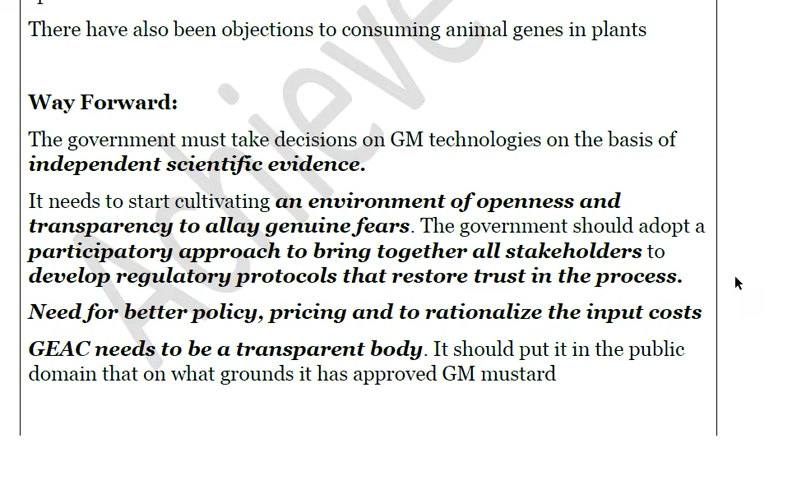 There have also been objections to consuming animal genes in plants
Way Forward:
The government must take decisions on GM technologies on the basis of
independent scientific evidence.
It needs to start cultivating an environment of openness and
transparency to allay genuine fears. The government should adopt a
participatory approach to bring together all stakeholders to
develop regulatory protocols that restore trust in the process.
Need for better policy, pricing and to rationalize the input costs
GEAC needs to be a transparent body. It should put it in the public
domain that on what grounds it has approved GM mustard
Achieve